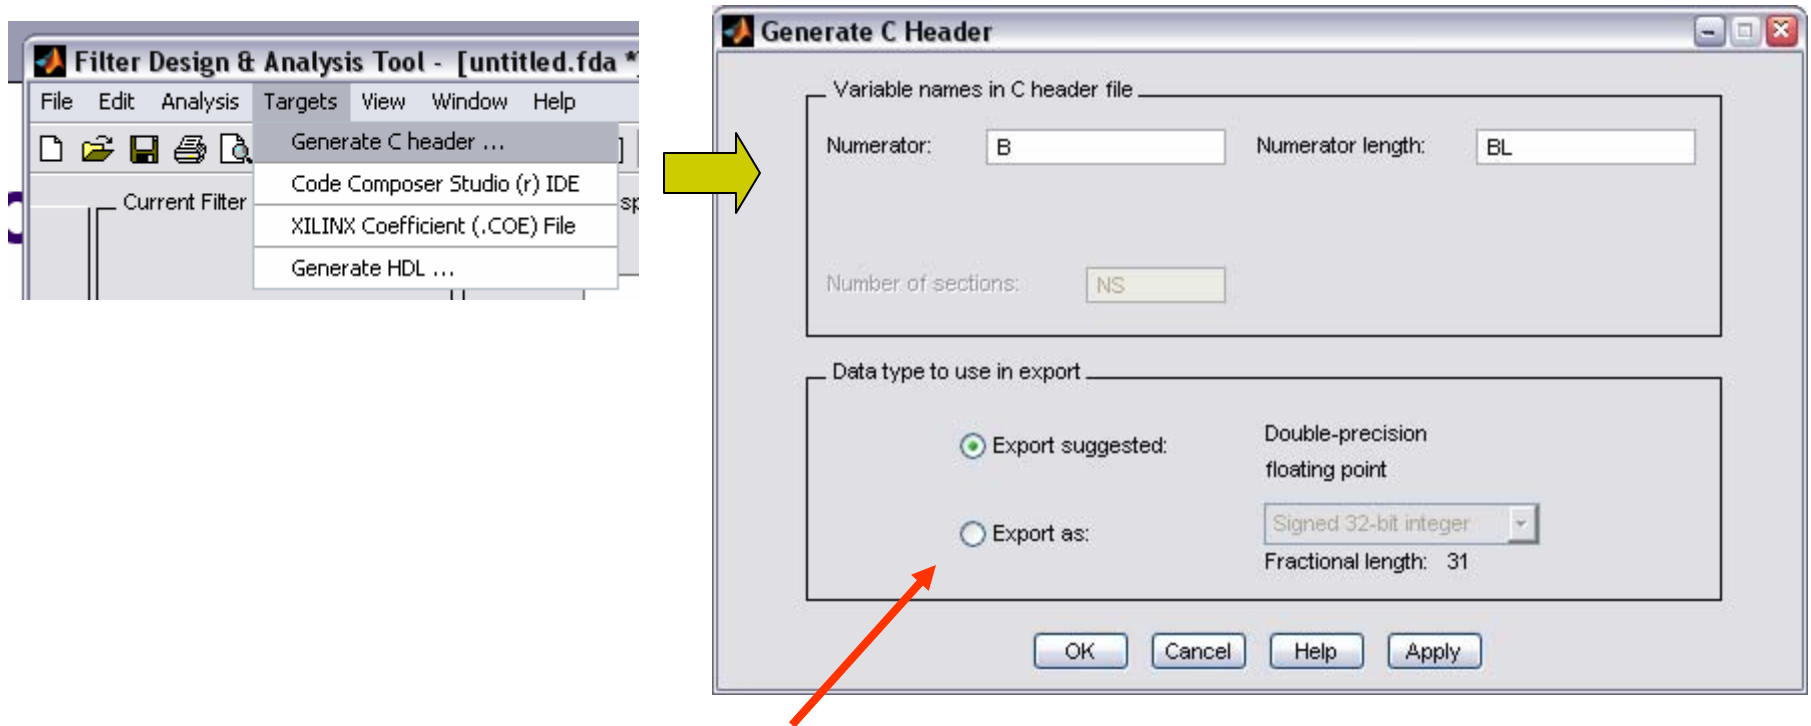 Filter Design & Analysis Tool - [untitled.fda *]
File Edit Analysis Targets View Window Help
Generate C header ...
Code Composer Studio (r) IDE
XILINX Coefficient (.COE) File
Generate HDL ...
Current Filter
sp
Generate C Header
Variable names in C header file
Numerator: B Numerator length: BL
Number of sections: NS
Data type to use in export
Export suggested: Double-precision
floating point
Export as: Signed 32-bit integer
Fractional length: 31
OK Cancel Help Apply